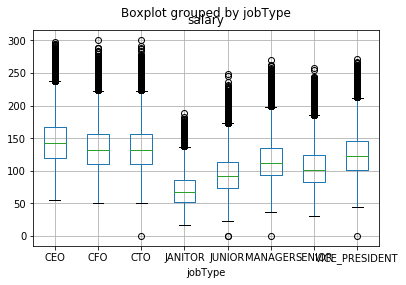 Boxplot grouped by jobType
salary
300
250
200
150
100
50
0
CEO CFO CTO JANITOR JUNIOR MANAGER SENIOR VICE_PRESIDENT
jobType